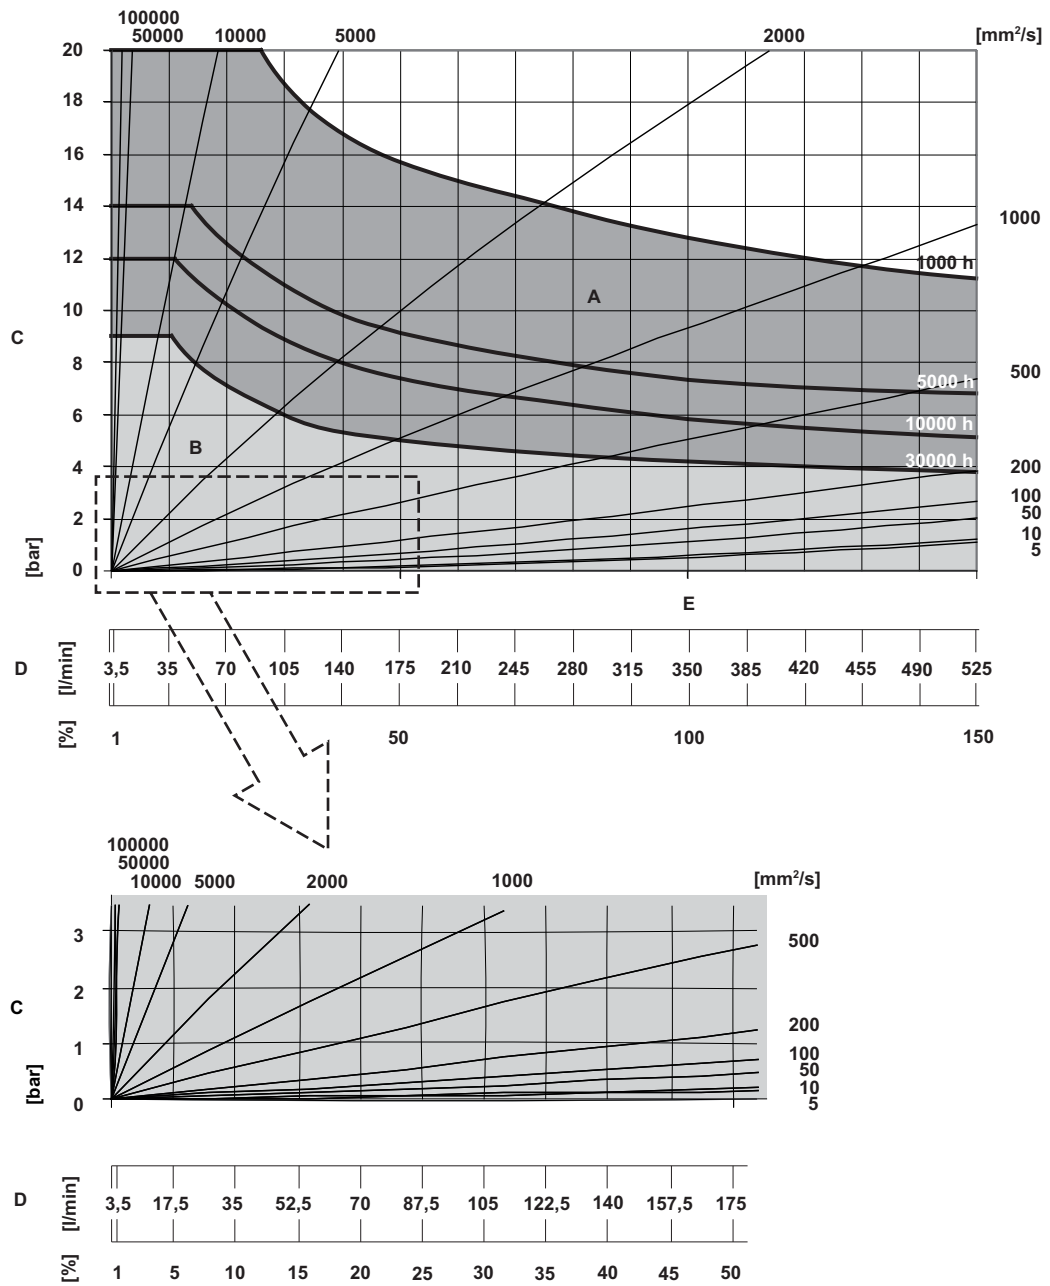 100000
50000 10000 5000 2000 [mm²/s]
20
18
16
14
1000
12 1000 h
A
10
C
8
5000 h 500
6
10000 h
B
30000 h
4 200
100
2 50
10
5
[bar] 0
E
D [l/min] 3,5 35 70 105 140 175 210 245 280 315 350 385 420 455 490 525
[%] 1 50 100 150
100000
50000
10000 5000 2000 1000 [mm²/s]
3 500
2
C
200
1
100
50
10
[bar] 0 5
D [l/min] 3,5 17,5 35 52,5 70 87,5 105 122,5 140 157,5 175
[%] 1 5 10 15 20 25 30 35 40 45 50